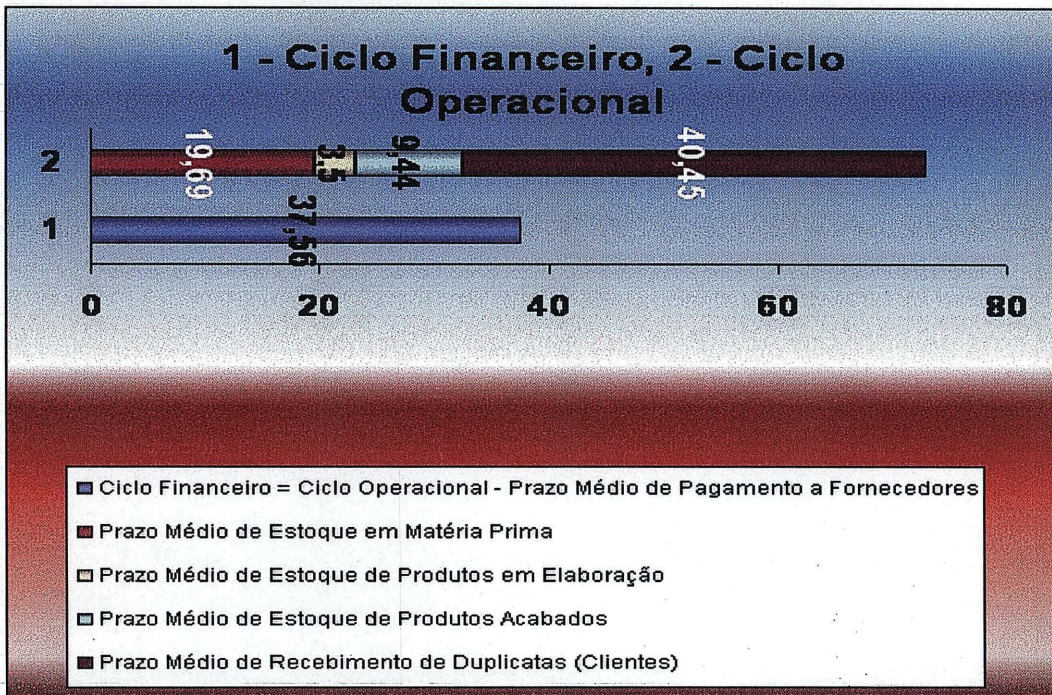 1 - Ciclo Financeiro, 2 - Ciclo
Operacional
2
19,69
3,5
9,44
40,45
1
37,56
0
20
40
60
80
Ciclo Financeiro = Ciclo Operacional - Prazo Médio de Pagamento a Fornecedores
Prazo Médio de Estoque em Matéria Prima
Prazo Médio de Estoque de Produtos em Elaboração
Prazo Médio de Estoque de Produtos Acabados
Prazo Médio de Recebimento de Duplicatas (Clientes)